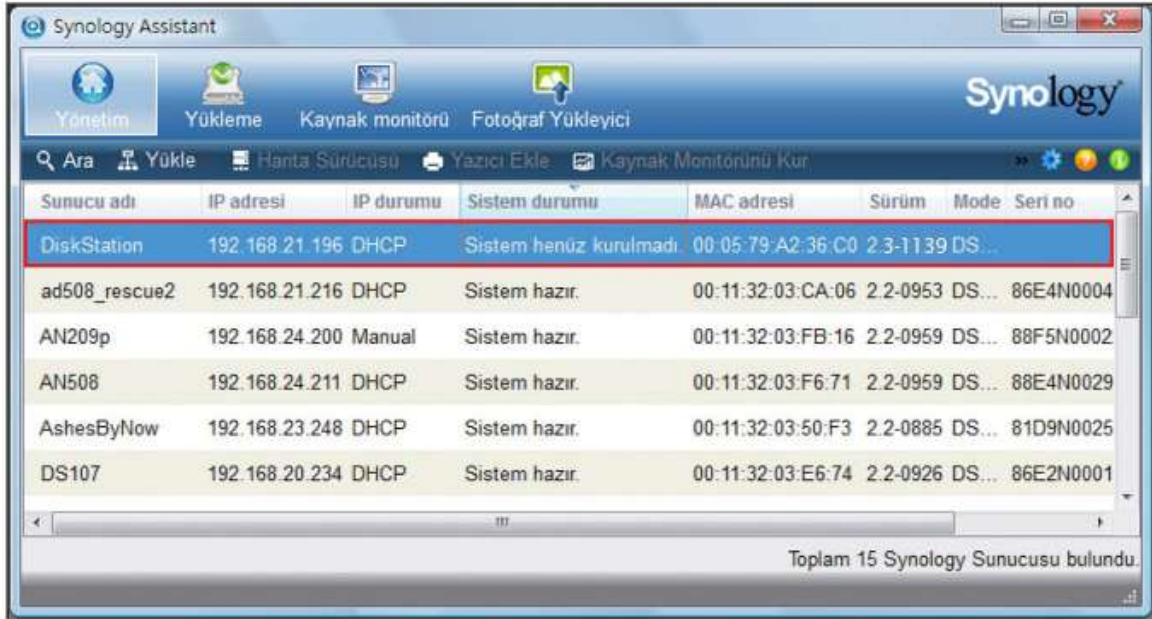 Synology Assistant
Yönetim Yükleme Kaynak monitörü Fotoğraf Yükleyici Synology
Ara Yükle Harita Sürücüsü Yazıcı Ekle Kaynak Monitörünü Kur »
Sunucu adı IP adresi IP durumu Sistem durumu MAC adresi Sürüm Mode Seri no
DiskStation 192.168.21.196 DHCP Sistem henüz kurulmadı. 00:05:79:A2:36:C0 2.3-1139 DS...
ad508_rescue2 192.168.21.216 DHCP Sistem hazır. 00:11:32:03:CA:06 2.2-0953 DS... 86E4N0004
AN209p 192.168.24.200 Manual Sistem hazır. 00:11:32:03:FB:16 2.2-0959 DS... 88F5N0002
AN508 192.168.24.211 DHCP Sistem hazır. 00:11:32:03:F6:71 2.2-0959 DS... 88E4N0029
AshesByNow 192.168.23.248 DHCP Sistem hazır. 00:11:32:03:50:F3 2.2-0885 DS... 81D9N0025
DS107 192.168.20.234 DHCP Sistem hazır. 00:11:32:03:E6:74 2.2-0926 DS... 86E2N0001
Toplam 15 Synology Sunucusu bulundu.